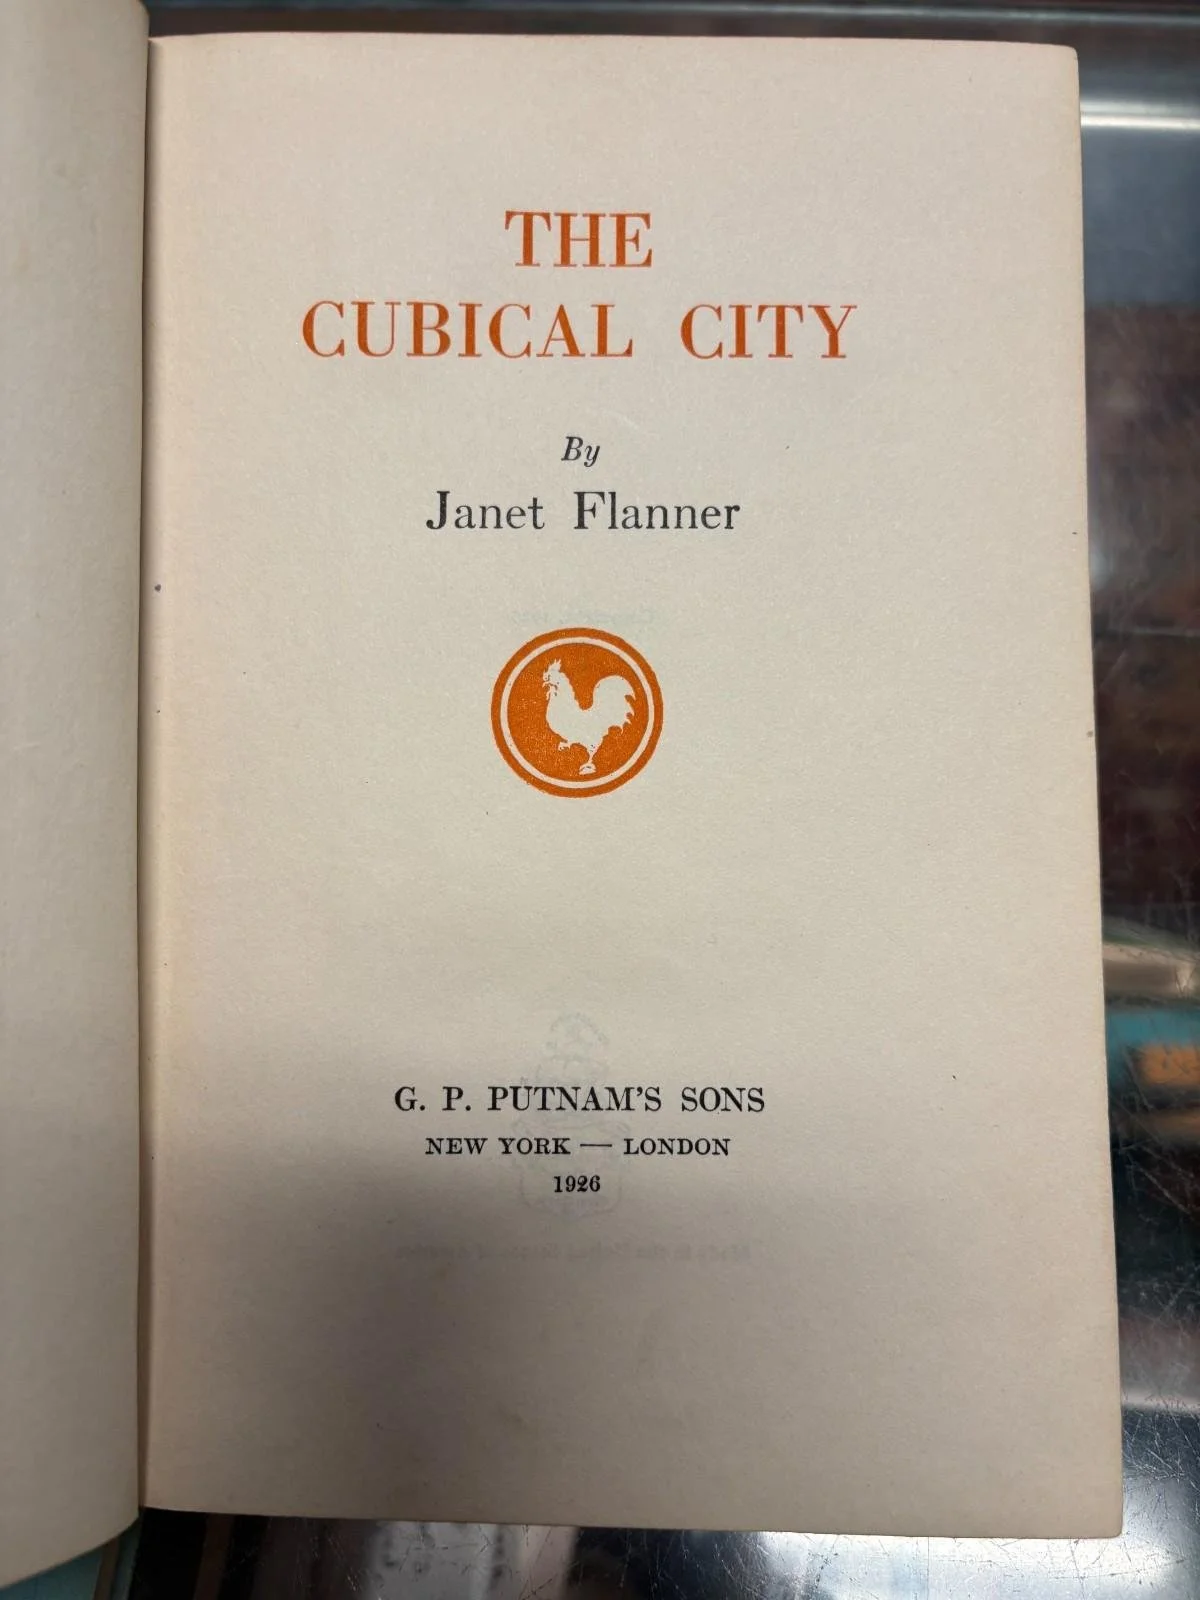 THE
CUBICAL CITY
By
Janet Flanner
G. P. PUTNAM'S SONS
NEW YORK — LONDON
1926